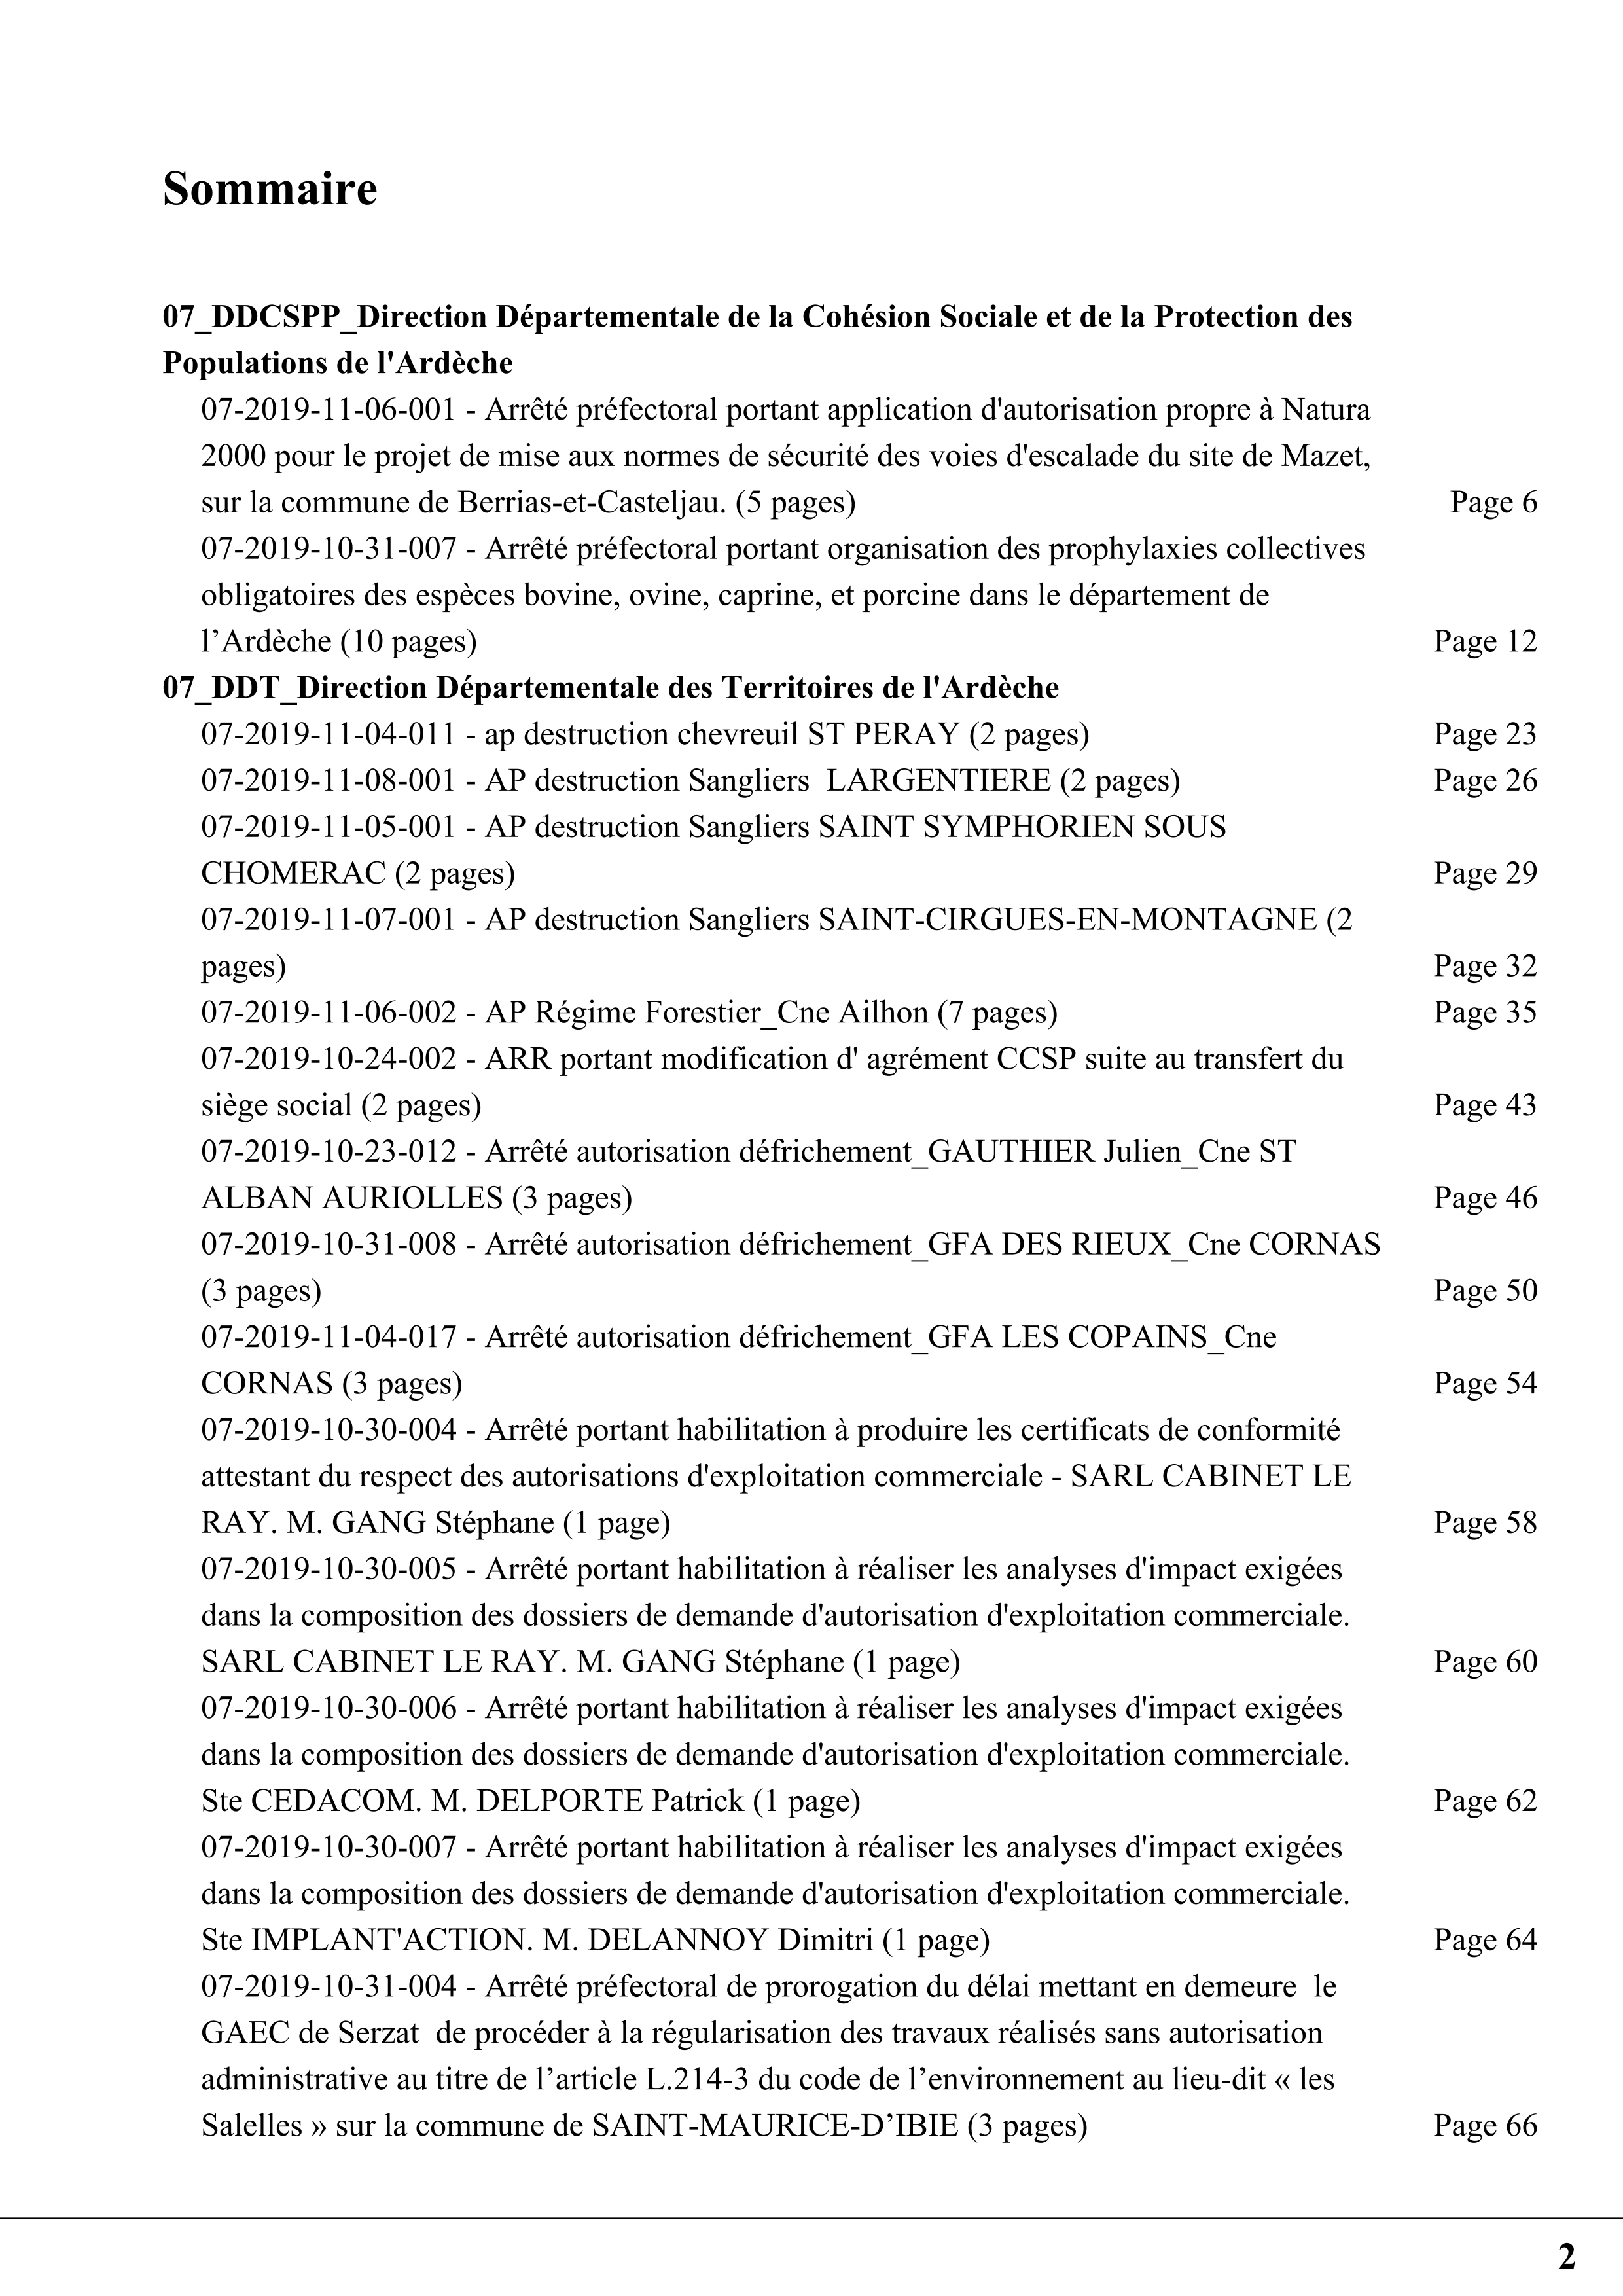 Sommaire
07_DDCSPP_Direction Départementale de la Cohésion Sociale et de la Protection des
Populations de l'Ardèche
07-2019-11-06-001 - Arrêté préfectoral portant application d'autorisation propre à Natura
2000 pour le projet de mise aux normes de sécurité des voies d'escalade du site de Mazet,
sur la commune de Berrias-et-Casteljau. (5 pages) Page 6
07-2019-10-31-007 - Arrêté préfectoral portant organisation des prophylaxies collectives
obligatoires des espèces bovine, ovine, caprine, et porcine dans le département de
l’Ardèche (10 pages) Page 12
07_DDT_Direction Départementale des Territoires de l'Ardèche
07-2019-11-04-011 - ap destruction chevreuil ST PERAY (2 pages) Page 23
07-2019-11-08-001 - AP destruction Sangliers  LARGENTIERE (2 pages) Page 26
07-2019-11-05-001 - AP destruction Sangliers SAINT SYMPHORIEN SOUS
CHOMERAC (2 pages) Page 29
07-2019-11-07-001 - AP destruction Sangliers SAINT-CIRGUES-EN-MONTAGNE (2
pages) Page 32
07-2019-11-06-002 - AP Régime Forestier_Cne Ailhon (7 pages) Page 35
07-2019-10-24-002 - ARR portant modification d' agrément CCSP suite au transfert du
siège social (2 pages) Page 43
07-2019-10-23-012 - Arrêté autorisation défrichement_GAUTHIER Julien_Cne ST
ALBAN AURIOLLES (3 pages) Page 46
07-2019-10-31-008 - Arrêté autorisation défrichement_GFA DES RIEUX_Cne CORNAS
(3 pages) Page 50
07-2019-11-04-017 - Arrêté autorisation défrichement_GFA LES COPAINS_Cne
CORNAS (3 pages) Page 54
07-2019-10-30-004 - Arrêté portant habilitation à produire les certificats de conformité
attestant du respect des autorisations d'exploitation commerciale - SARL CABINET LE
RAY. M. GANG Stéphane (1 page) Page 58
07-2019-10-30-005 - Arrêté portant habilitation à réaliser les analyses d'impact exigées
dans la composition des dossiers de demande d'autorisation d'exploitation commerciale.
SARL CABINET LE RAY. M. GANG Stéphane (1 page) Page 60
07-2019-10-30-006 - Arrêté portant habilitation à réaliser les analyses d'impact exigées
dans la composition des dossiers de demande d'autorisation d'exploitation commerciale.
Ste CEDACOM. M. DELPORTE Patrick (1 page) Page 62
07-2019-10-30-007 - Arrêté portant habilitation à réaliser les analyses d'impact exigées
dans la composition des dossiers de demande d'autorisation d'exploitation commerciale.
Ste IMPLANT'ACTION. M. DELANNOY Dimitri (1 page) Page 64
07-2019-10-31-004 - Arrêté préfectoral de prorogation du délai mettant en demeure  le
GAEC de Serzat  de procéder à la régularisation des travaux réalisés sans autorisation
administrative au titre de l’article L.214-3 du code de l’environnement au lieu-dit « les
Salelles » sur la commune de SAINT-MAURICE-D’IBIE (3 pages) Page 66
2